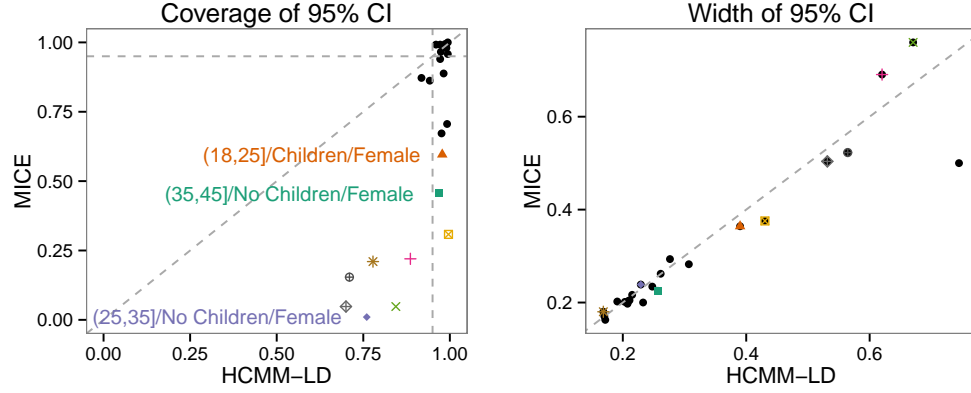 Coverage of 95% CI
MICE
1.00
0.75
0.50
0.25
0.00
(18,25]/Children/Female
(35,45]/No Children/Female
(25,35]/No Children/Female
0.00 0.25 0.50 0.75 1.00
HCMM−LD
Width of 95% CI
MICE
0.6
0.4
0.2
0.2 0.4 0.6
HCMM−LD